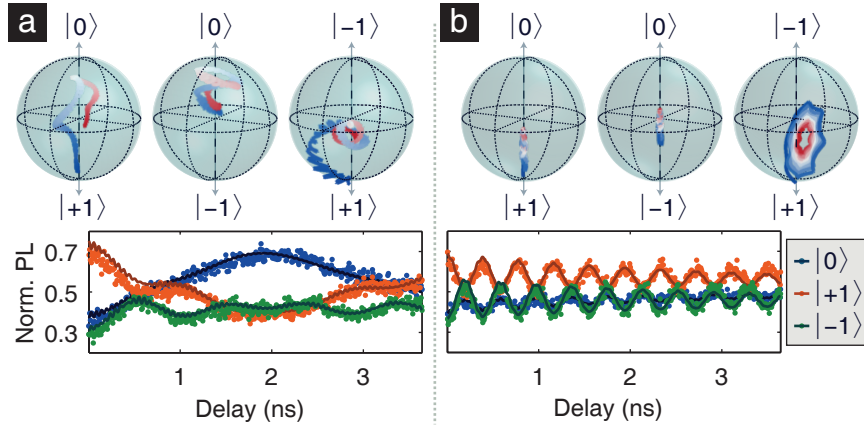 a
|0⟩ |0⟩ |−1⟩
|+1⟩ |−1⟩ |+1⟩
Norm. PL
0.7
0.5
0.3
1 2 3
Delay (ns)
b
|0⟩ |0⟩ |−1⟩
|+1⟩ |−1⟩ |+1⟩
1 2 3
Delay (ns)
|0⟩
|+1⟩
|−1⟩